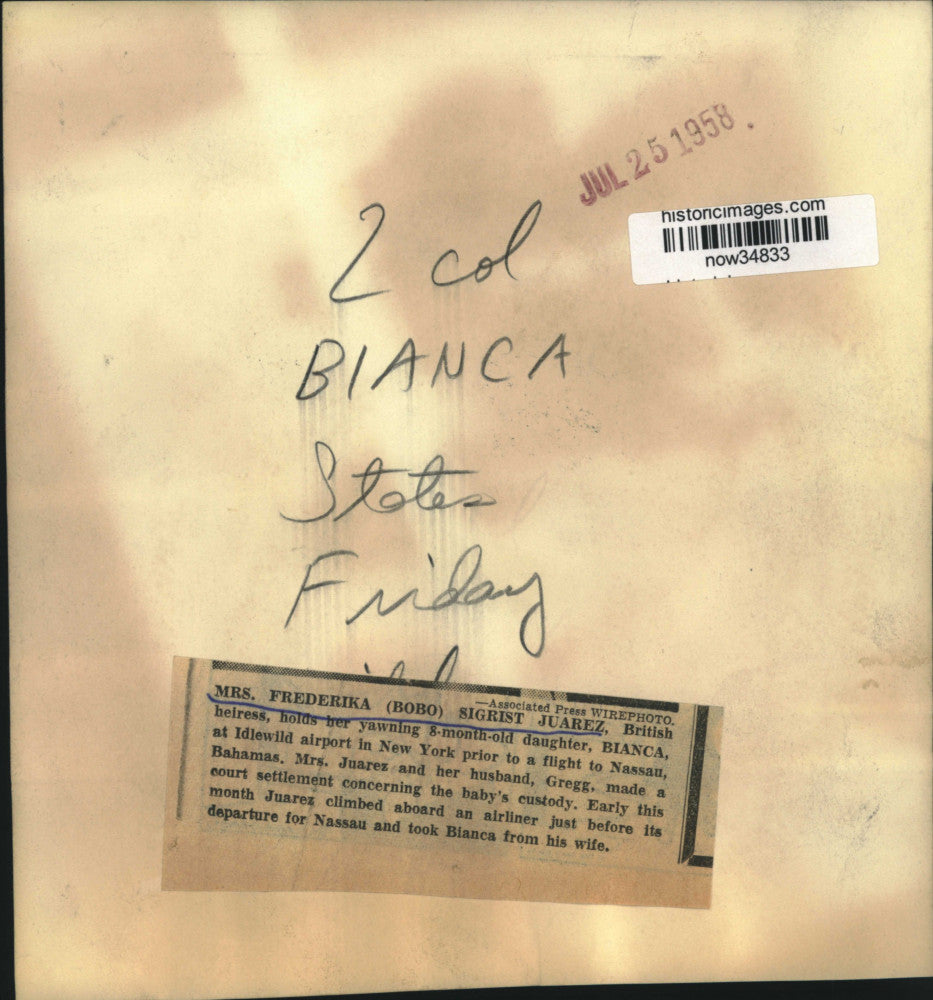 JUL 25 1958.
historicimages.com
now34833
2 col
BIANCA
States
Friday
—Associated Press WIREPHOTO.
MRS. FREDERIKA (BOBO) SIGRIST JUAREZ, British
heiress, holds her yawning 8-month-old daughter, BIANCA,
at Idlewild airport in New York prior to a flight to Nassau,
Bahamas. Mrs. Juarez and her husband, Gregg, made a
court settlement concerning the baby's custody. Early this
month Juarez climbed aboard an airliner just before its
departure for Nassau and took Bianca from his wife.